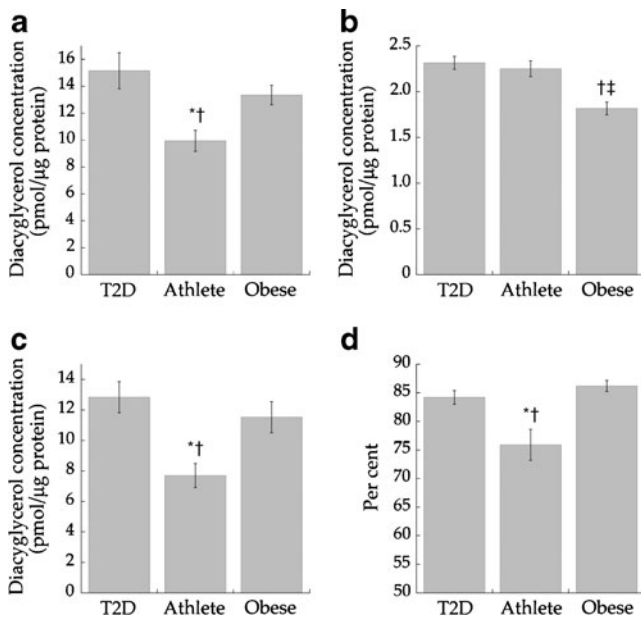 a
Diacyglycerol concentration
(pmol/µg protein)
16
14
12
10
8
6
4
2
0
*†
T2D Athlete Obese
b
Diacyglycerol concentration
(pmol/µg protein)
2.5
2.0
1.5
1.0
0.5
0
†‡
T2D Athlete Obese
c
Diacyglycerol concentration
(pmol/µg protein)
14
12
10
8
6
4
2
0
*†
T2D Athlete Obese
d
Per cent
90
85
80
75
70
65
60
55
50
*†
T2D Athlete Obese